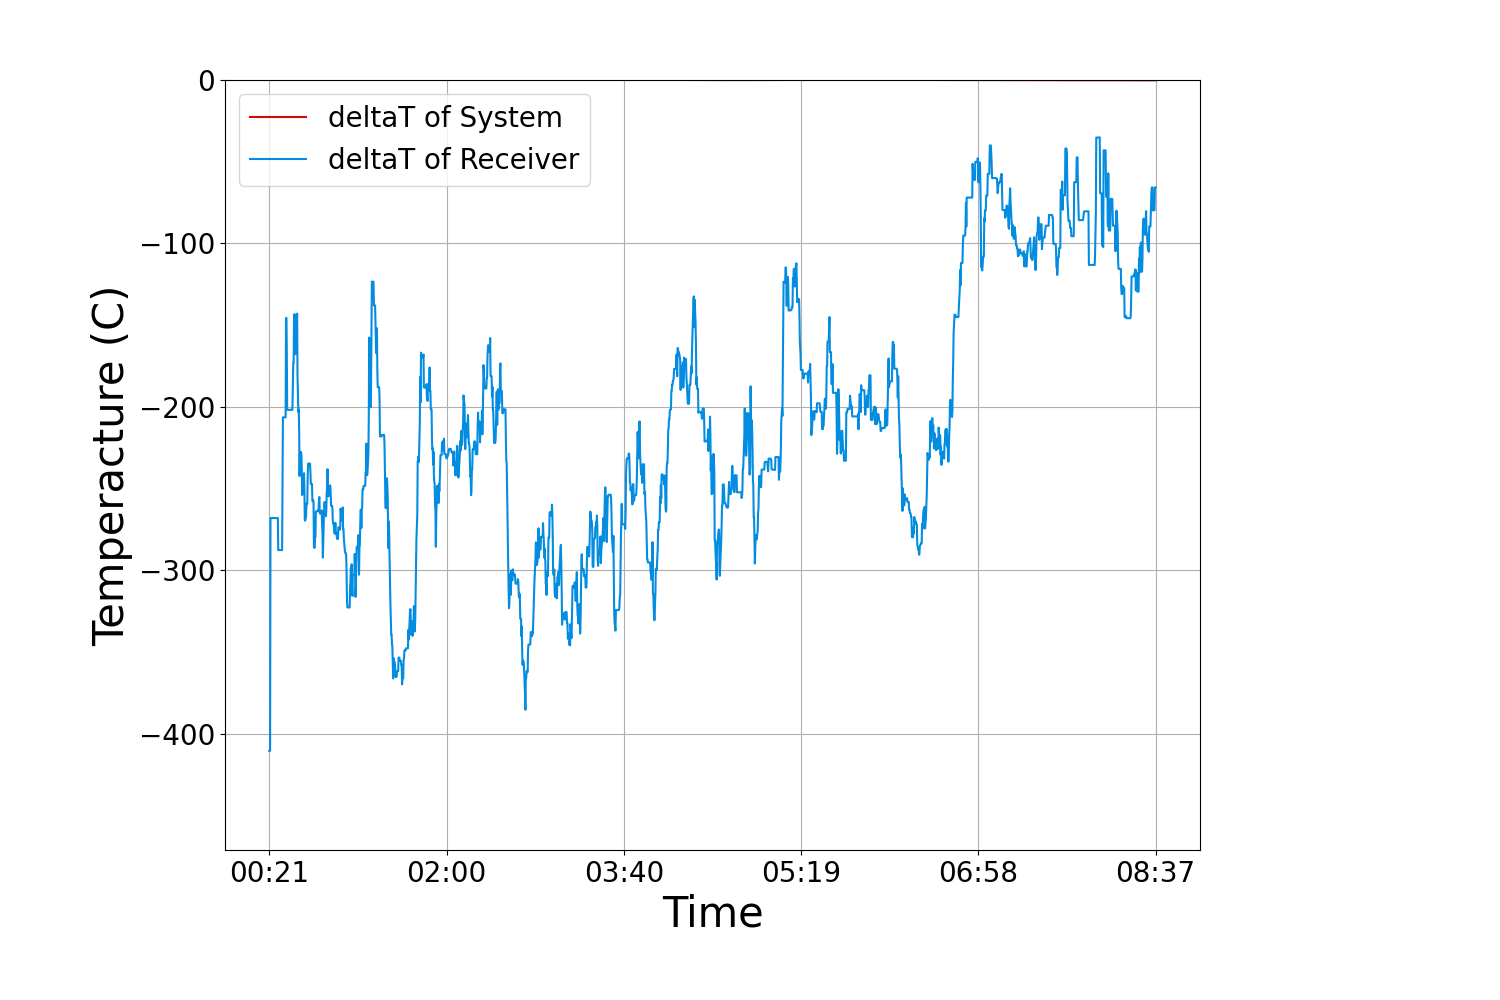 deltaT of System
deltaT of Receiver
0
−100
−200
−300
−400
Temperacture (C)
00:21 02:00 03:40 05:19 06:58 08:37
Time